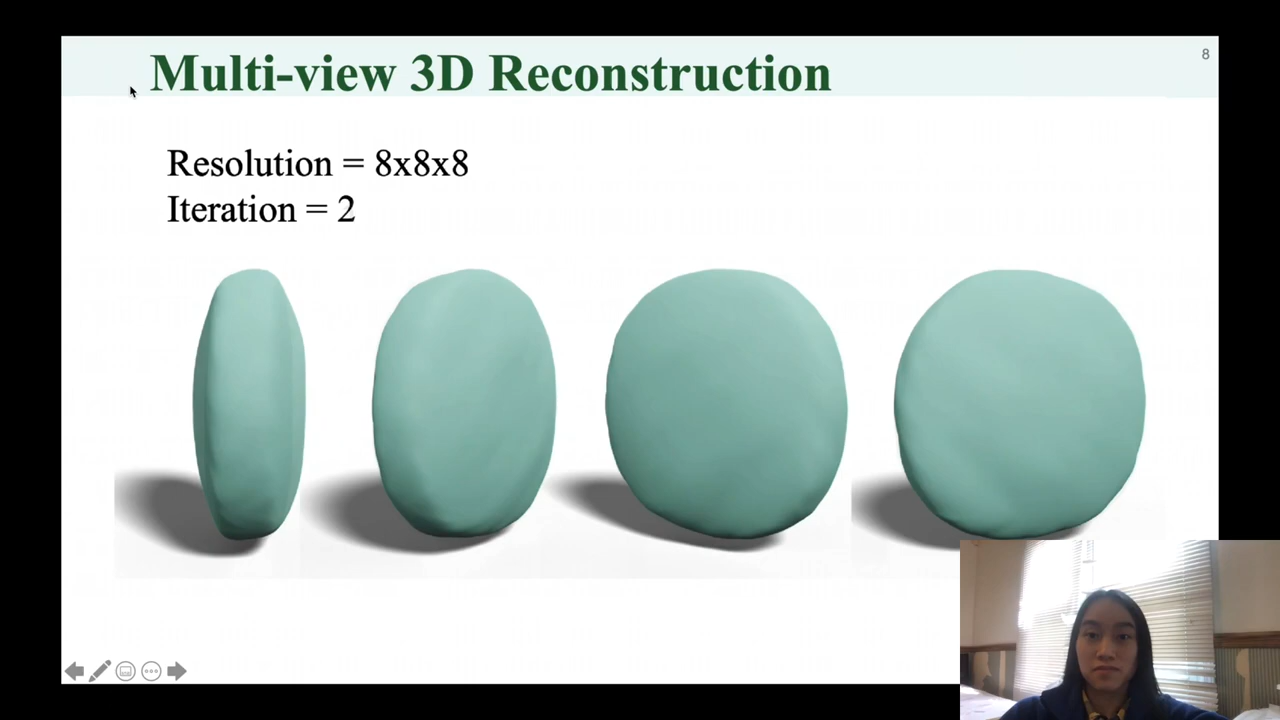 Multi-view 3D Reconstruction
8
Resolution = 8x8x8
Iteration = 2